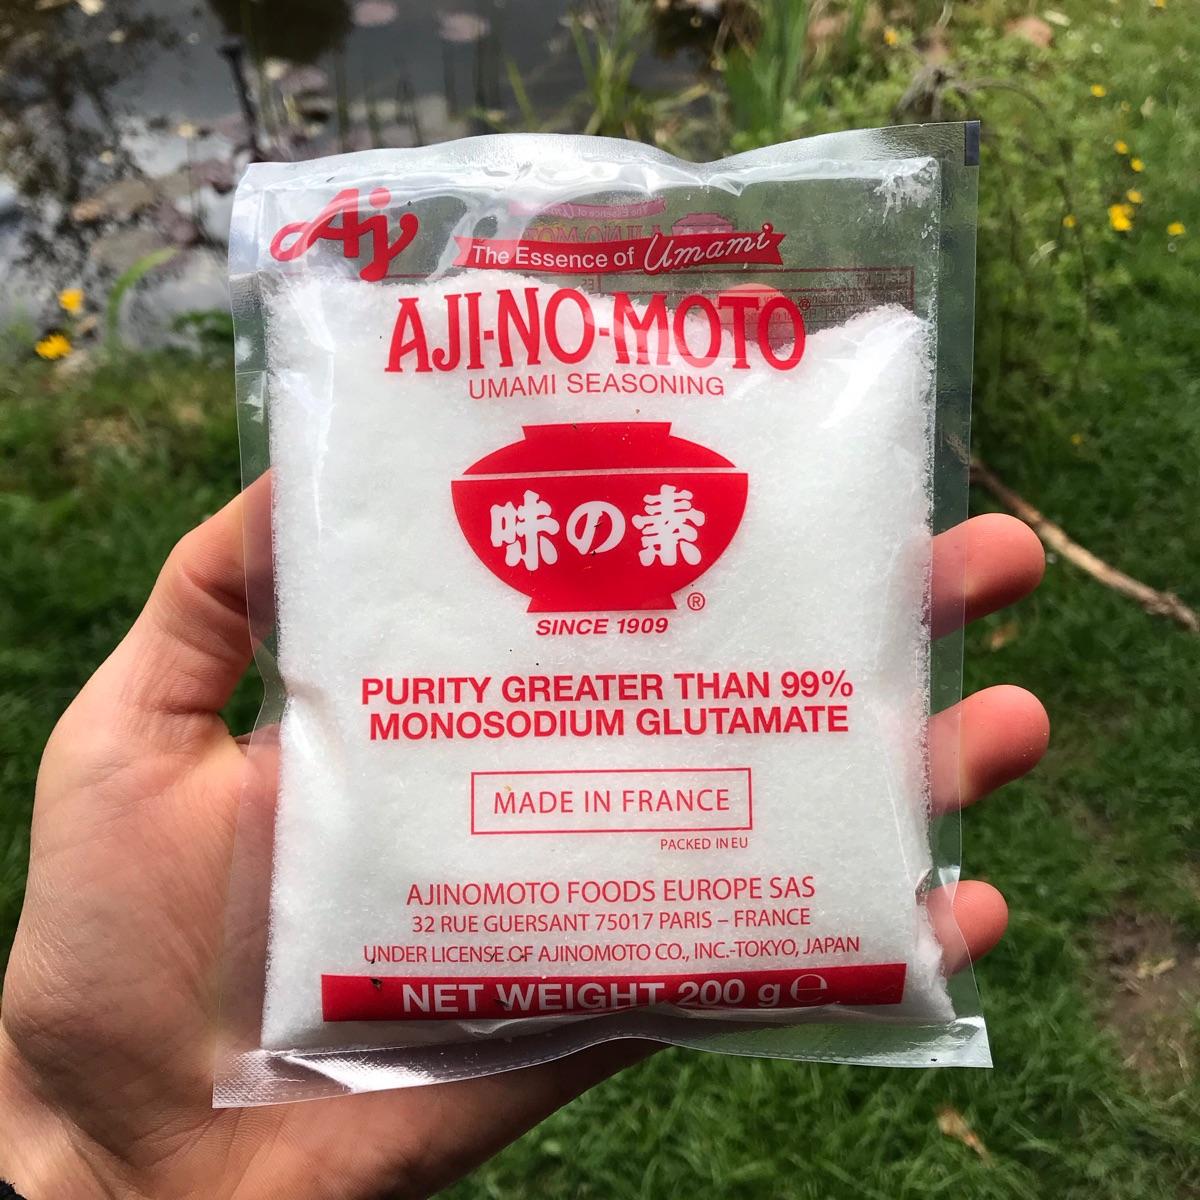 Aj
The Essence of Umami
AJI-NO-MOTO®
UMAMI SEASONING
味の素
®
SINCE 1909
PURITY GREATER THAN 99%
MONOSODIUM GLUTAMATE
MADE IN FRANCE
PACKED IN EU
AJINOMOTO FOODS EUROPE SAS
32 RUE GUERSANT 75017 PARIS – FRANCE
UNDER LICENSE OF AJINOMOTO CO., INC.-TOKYO, JAPAN
NET WEIGHT 200 g ℮